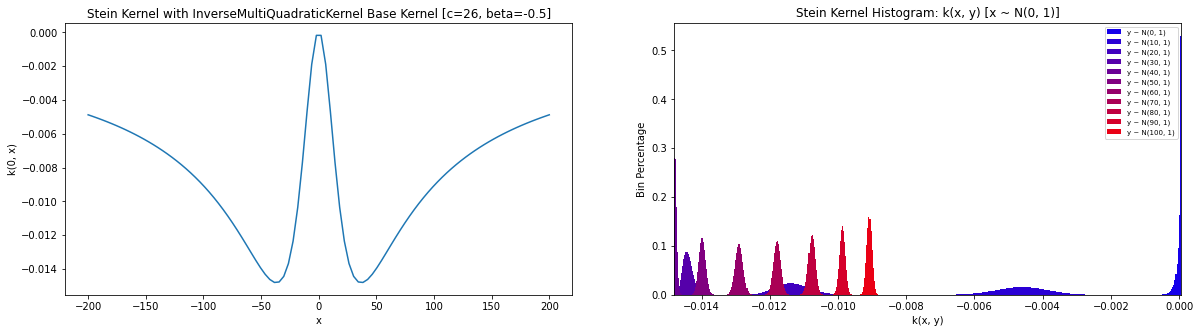 Stein Kernel with InverseMultiQuadraticKernel Base Kernel [c=26, beta=-0.5]
k(0, x)
0.000
−0.002
−0.004
−0.006
−0.008
−0.010
−0.012
−0.014
−200
−150
−100
−50
0
50
100
150
200
x
Stein Kernel Histogram: k(x, y) [x ~ N(0, 1)]
Bin Percentage
0.5
0.4
0.3
0.2
0.1
0.0
y ~ N(0, 1)
y ~ N(10, 1)
y ~ N(20, 1)
y ~ N(30, 1)
y ~ N(40, 1)
y ~ N(50, 1)
y ~ N(60, 1)
y ~ N(70, 1)
y ~ N(80, 1)
y ~ N(90, 1)
y ~ N(100, 1)
−0.014
−0.012
−0.010
−0.008
−0.006
−0.004
−0.002
0.000
k(x, y)